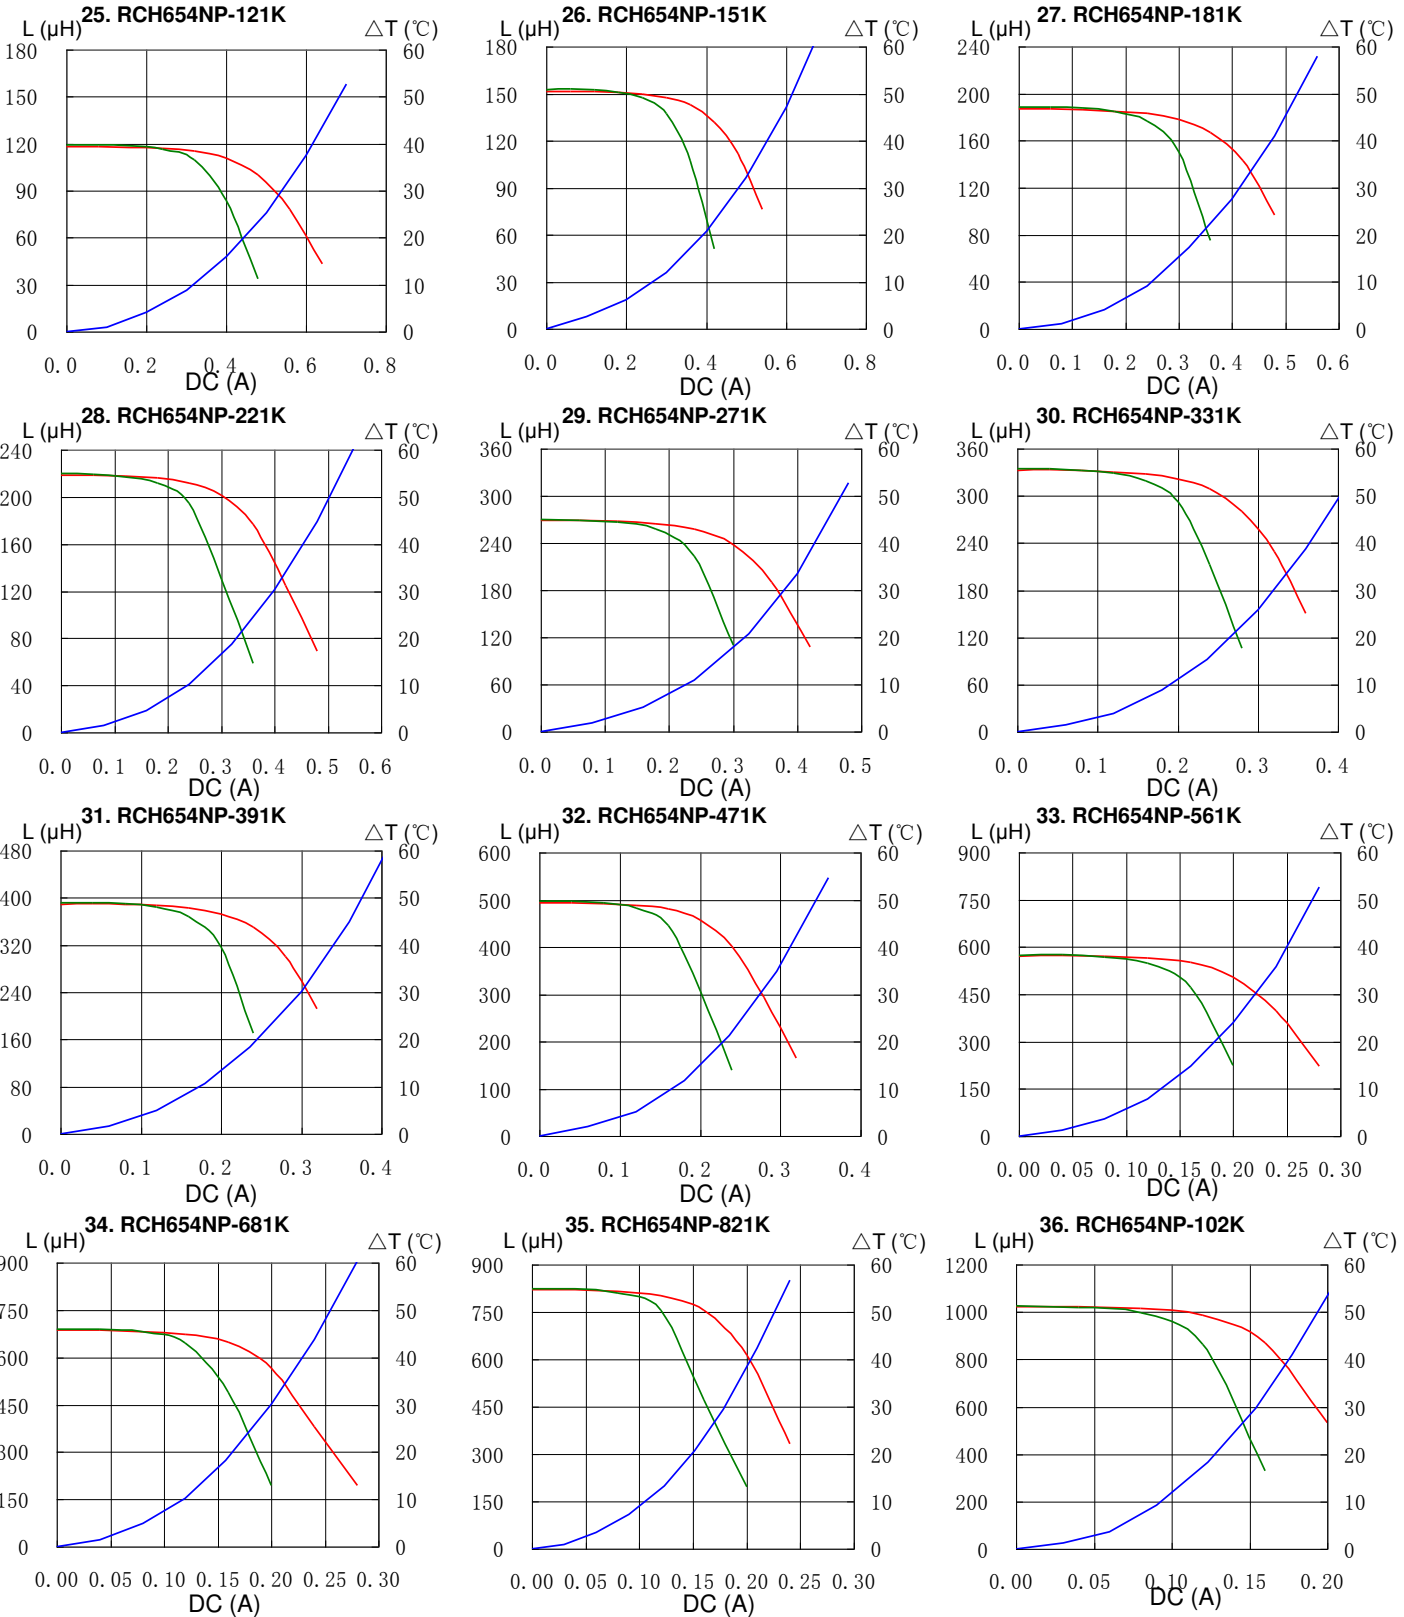 25. RCH654NP-121K
L (μH)
△T (℃)
180
150
120
90
60
30
0
60
50
40
30
20
10
0
0.0 0.2 0.4 0.6 0.8
DC (A)
26. RCH654NP-151K
L (μH)
△T (℃)
180
150
120
90
60
30
0
60
50
40
30
20
10
0
0.0 0.2 0.4 0.6 0.8
DC (A)
27. RCH654NP-181K
L (μH)
△T (℃)
240
200
160
120
80
40
0
60
50
40
30
20
10
0
0.0 0.1 0.2 0.3 0.4 0.5 0.6
DC (A)
28. RCH654NP-221K
L (μH)
△T (℃)
240
200
160
120
80
40
0
60
50
40
30
20
10
0
0.0 0.1 0.2 0.3 0.4 0.5 0.6
DC (A)
29. RCH654NP-271K
L (μH)
△T (℃)
360
300
240
180
120
60
0
60
50
40
30
20
10
0
0.0 0.1 0.2 0.3 0.4 0.5
DC (A)
30. RCH654NP-331K
L (μH)
△T (℃)
360
300
240
180
120
60
0
60
50
40
30
20
10
0
0.0 0.1 0.2 0.3 0.4
DC (A)
31. RCH654NP-391K
L (μH)
△T (℃)
480
400
320
240
160
80
0
60
50
40
30
20
10
0
0.0 0.1 0.2 0.3 0.4
DC (A)
32. RCH654NP-471K
L (μH)
△T (℃)
600
500
400
300
200
100
0
60
50
40
30
20
10
0
0.0 0.1 0.2 0.3 0.4
DC (A)
33. RCH654NP-561K
L (μH)
△T (℃)
900
750
600
450
300
150
0
60
50
40
30
20
10
0
0.00 0.05 0.10 0.15 0.20 0.25 0.30
DC (A)
34. RCH654NP-681K
L (μH)
△T (℃)
900
750
600
450
300
150
0
60
50
40
30
20
10
0
0.00 0.05 0.10 0.15 0.20 0.25 0.30
DC (A)
35. RCH654NP-821K
L (μH)
△T (℃)
900
750
600
450
300
150
0
60
50
40
30
20
10
0
0.00 0.05 0.10 0.15 0.20 0.25 0.30
DC (A)
36. RCH654NP-102K
L (μH)
△T (℃)
1200
1000
800
600
400
200
0
60
50
40
30
20
10
0
0.00 0.05 0.10 0.15 0.20
DC (A)